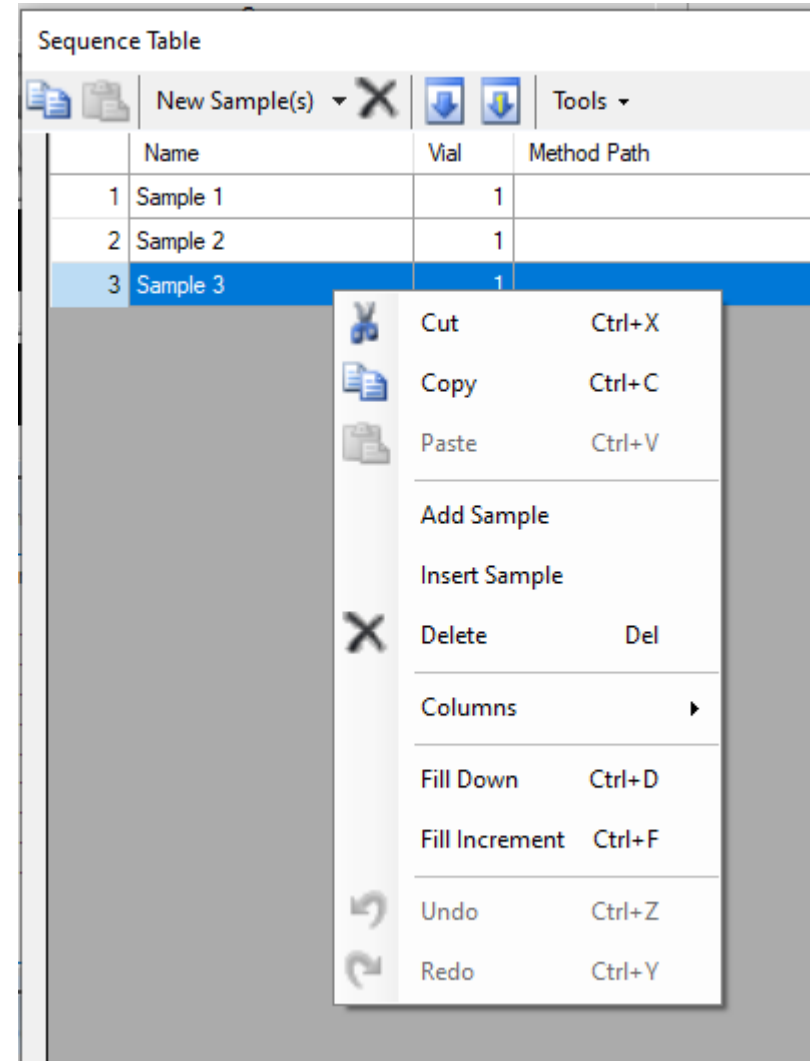 Sequence Table
New Sample(s) Tools
Name Vial Method Path
1 Sample 1 1
2 Sample 2 1
3 Sample 3 1
Cut Ctrl+X
Copy Ctrl+C
Paste Ctrl+V
Add Sample
Insert Sample
Delete Del
Columns
Fill Down Ctrl+D
Fill Increment Ctrl+F
Undo Ctrl+Z
Redo Ctrl+Y